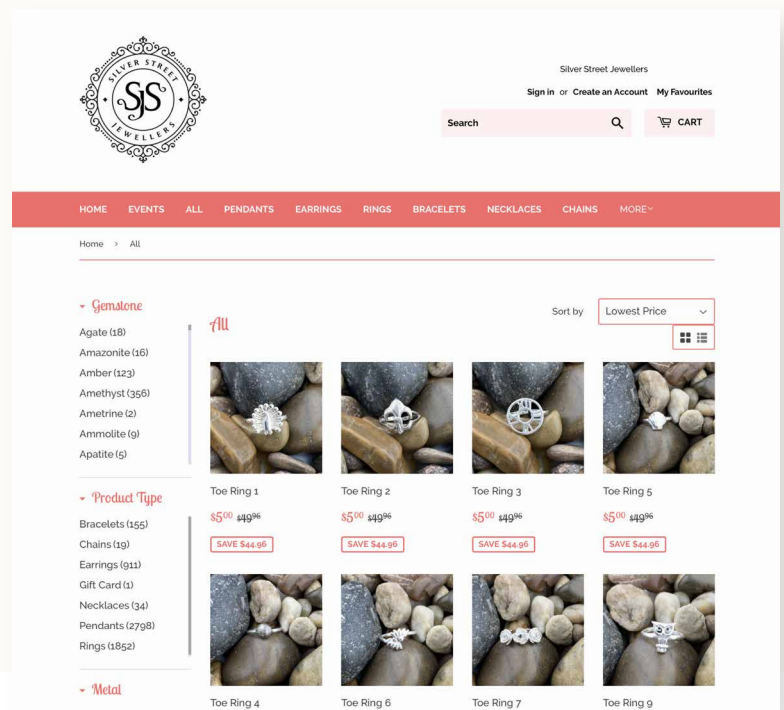 SILVER STREET
SJS
JEWELLERS
Silver Street Jewellers
Sign in or Create an Account My Favourites
Search
CART
HOME EVENTS ALL PENDANTS EARRINGS RINGS BRACELETS NECKLACES CHAINS MORE
Home › All
Gemstone
Agate (18)
Amazonite (16)
Amber (123)
Amethyst (356)
Ametrine (2)
Ammolite (9)
Apatite (5)
Product Type
Bracelets (155)
Chains (19)
Earrings (911)
Gift Card (1)
Necklaces (34)
Pendants (2798)
Rings (1852)
Metal
All
Sort by Lowest Price
Toe Ring 1
$5.00 $49.96
SAVE $44.96
Toe Ring 2
$5.00 $49.96
SAVE $44.96
Toe Ring 3
$5.00 $49.96
SAVE $44.96
Toe Ring 5
$5.00 $49.96
SAVE $44.96
Toe Ring 4
Toe Ring 6
Toe Ring 7
Toe Ring 9